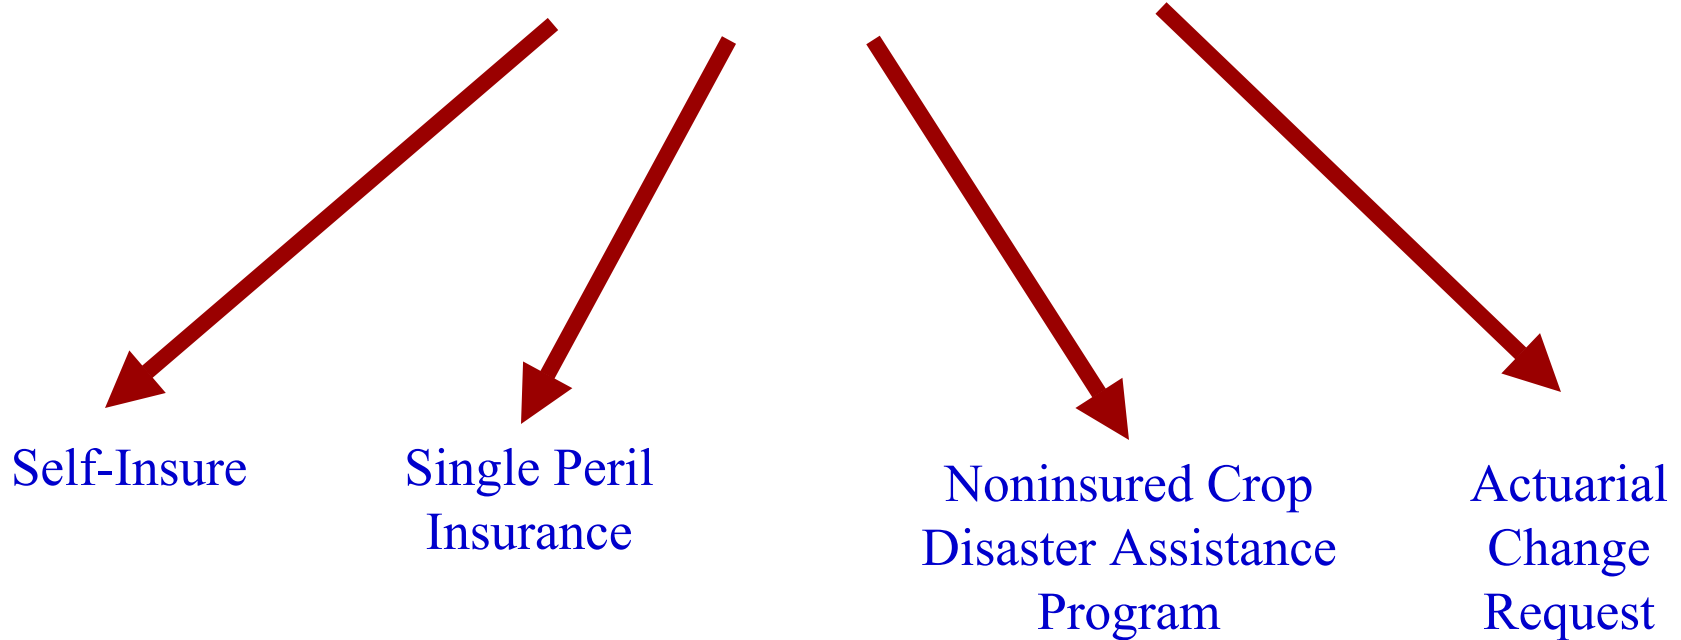 Self-Insure
Single Peril
Insurance
Noninsured Crop
Disaster Assistance
Program
Actuarial
Change
Request